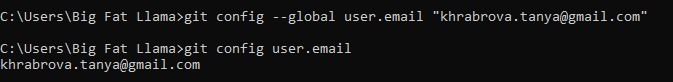 C:\Users\Big Fat Llama>git config --global user.email "khrabrova.tanya@gmail.com"
C:\Users\Big Fat Llama>git config user.email
khrabrova.tanya@gmail.com